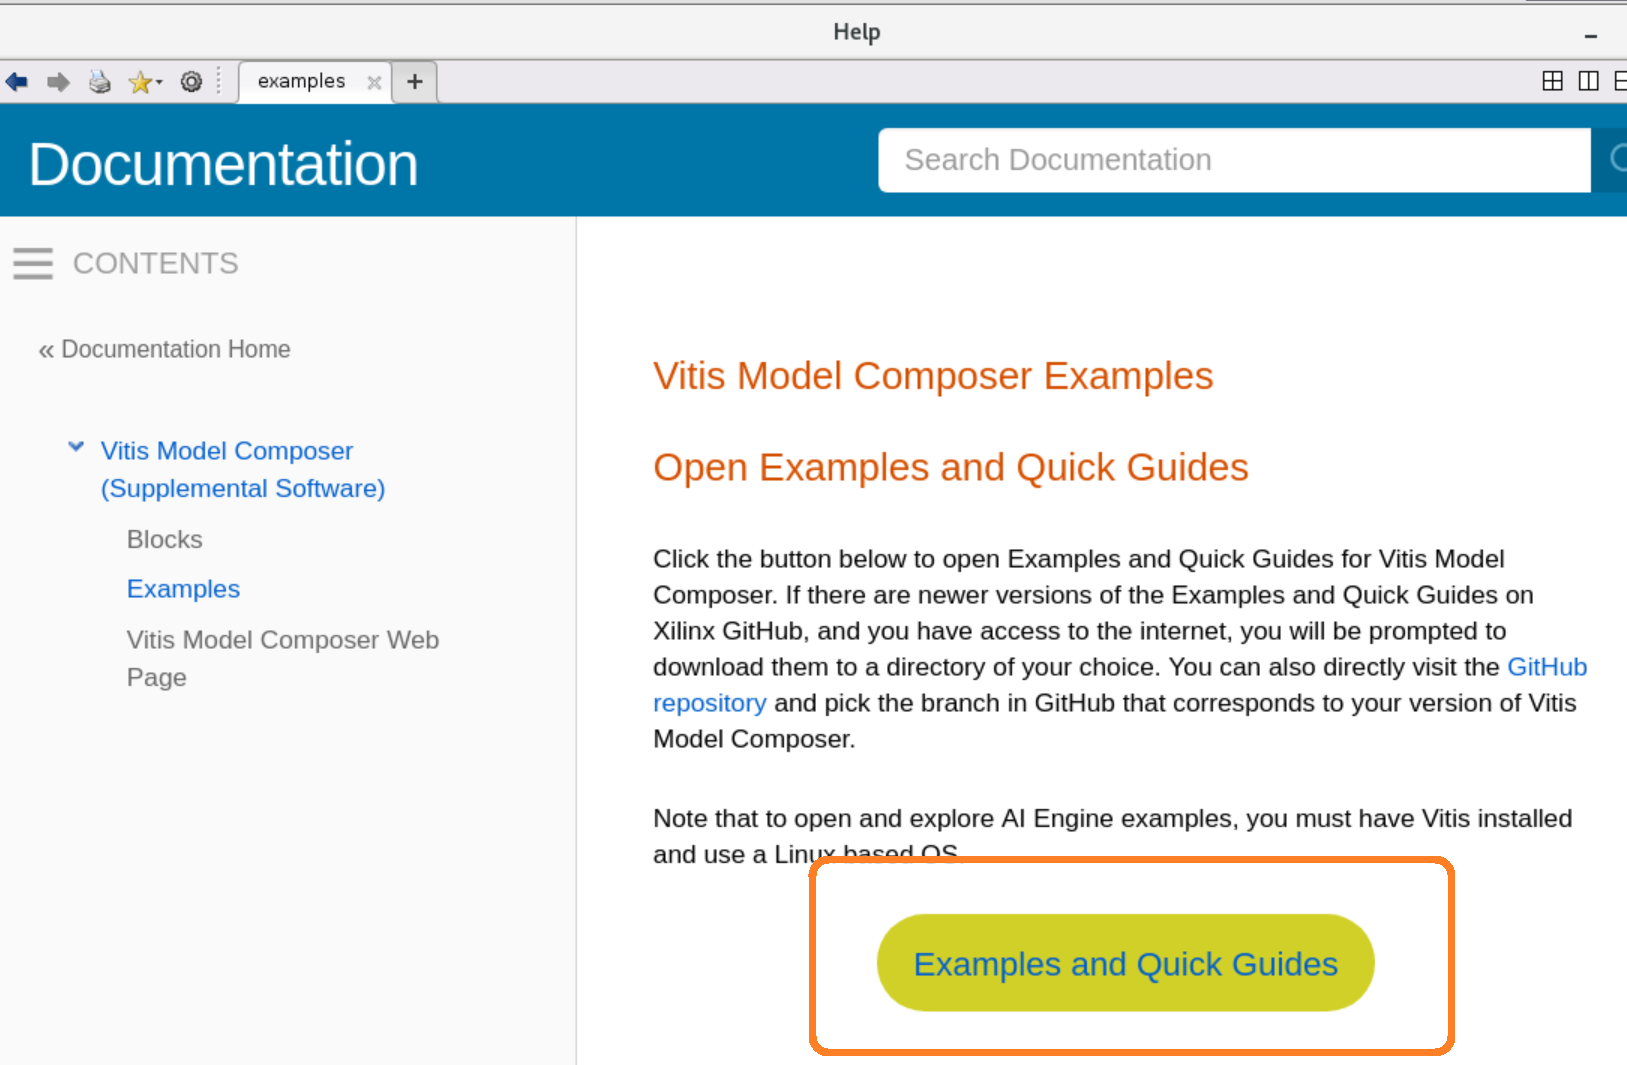 Help
examples
Documentation
Search Documentation
CONTENTS
« Documentation Home
Vitis Model Composer
(Supplemental Software)
Blocks
Examples
Vitis Model Composer Web
Page
Vitis Model Composer Examples
Open Examples and Quick Guides
Click the button below to open Examples and Quick Guides for Vitis Model
Composer. If there are newer versions of the Examples and Quick Guides on
Xilinx GitHub, and you have access to the internet, you will be prompted to
download them to a directory of your choice. You can also directly visit the GitHub
repository and pick the branch in GitHub that corresponds to your version of Vitis
Model Composer.
Note that to open and explore AI Engine examples, you must have Vitis installed
and use a Linux based OS.
Examples and Quick Guides